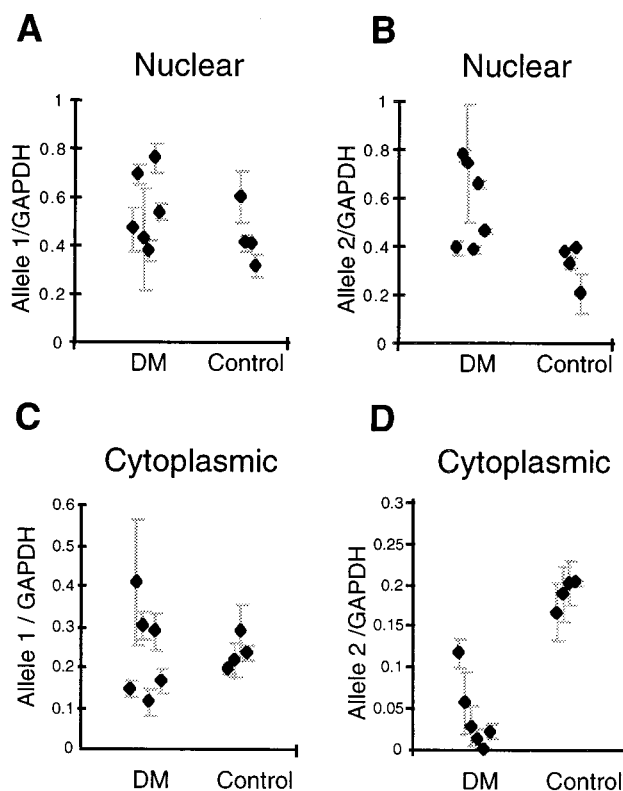 A
Nuclear
Allele 1/GAPDH
1
0.8
0.6
0.4
0.2
0
DM Control
B
Nuclear
Allele 2/GAPDH
1
0.8
0.6
0.4
0.2
0
DM Control
C
Cytoplasmic
Allele 1 / GAPDH
0.6
0.5
0.4
0.3
0.2
0.1
0
DM Control
D
Cytoplasmic
Allele 2 /GAPDH
0.3
0.25
0.2
0.15
0.1
0.05
0
DM Control